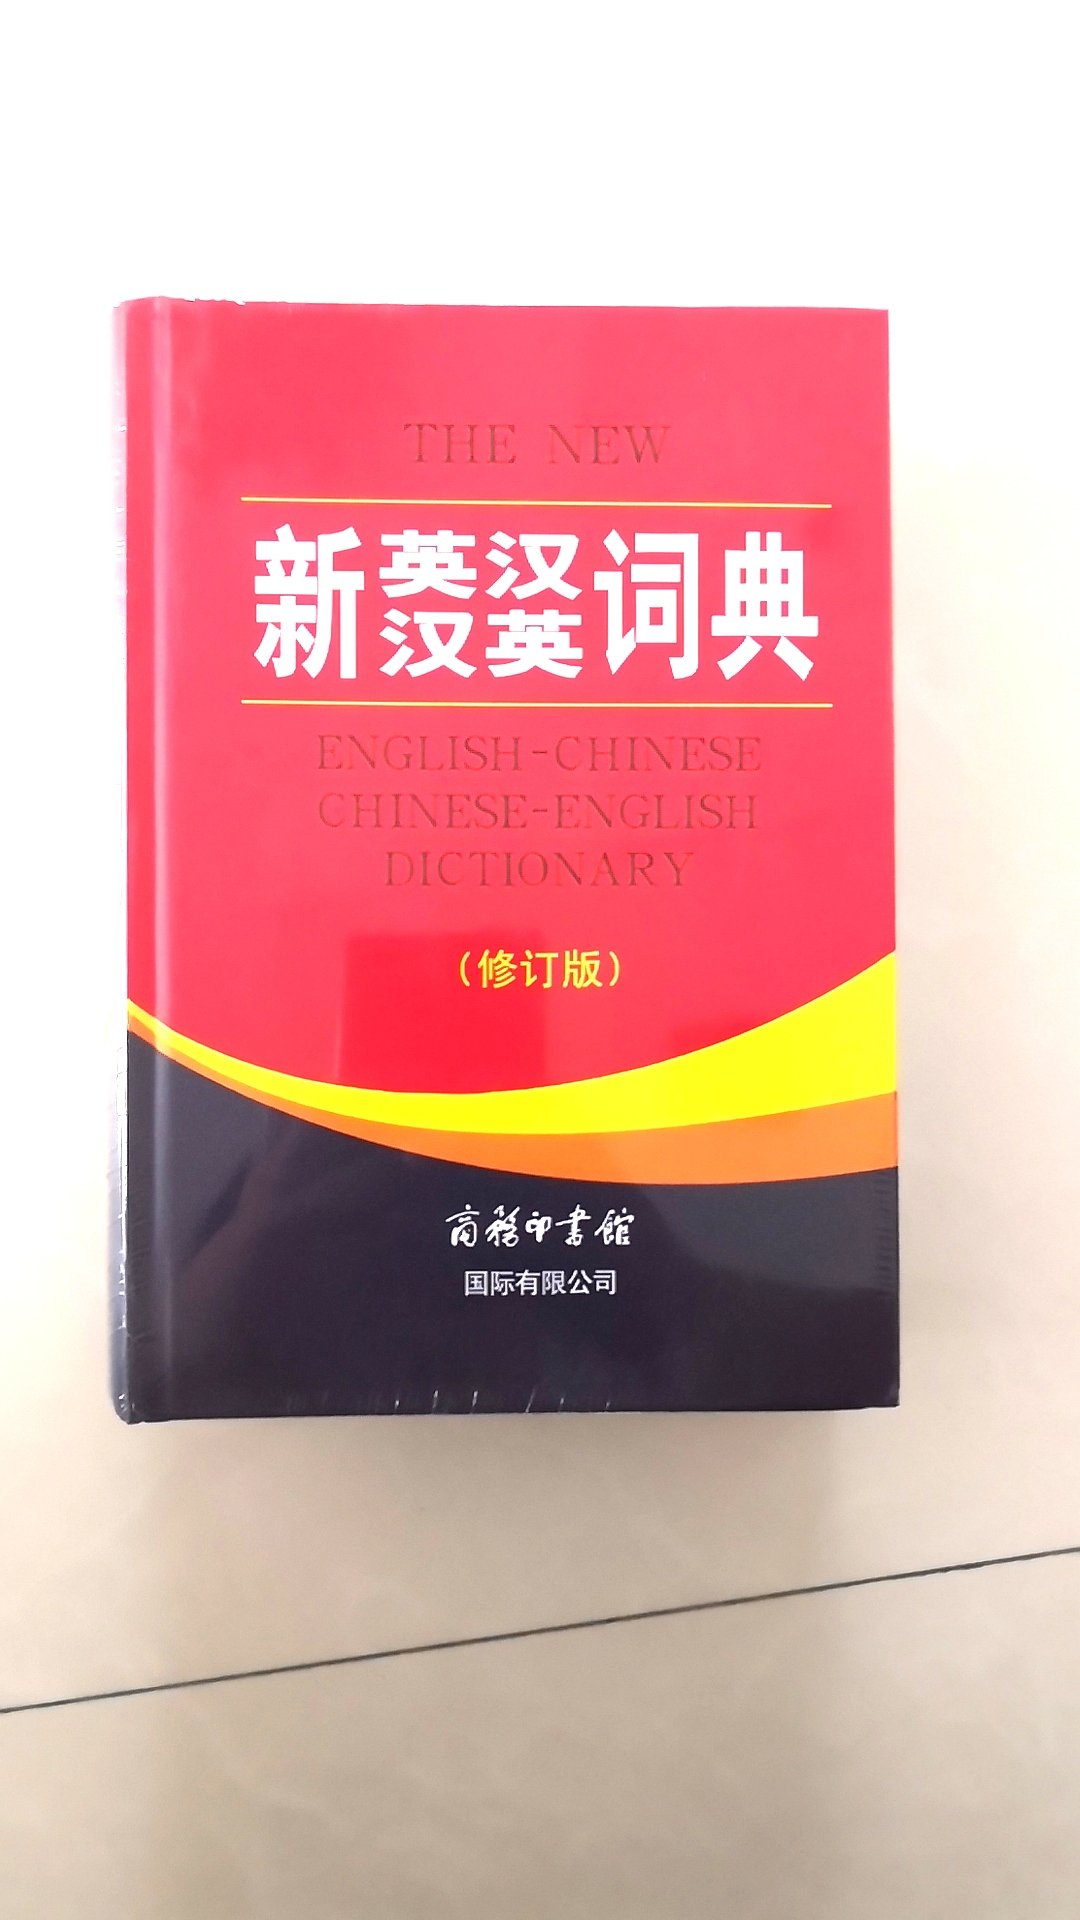 THE NEW
新英汉汉英词典
ENGLISH-CHINESE
CHINESE-ENGLISH
DICTIONARY
(修订版)
商務印書館
国际有限公司